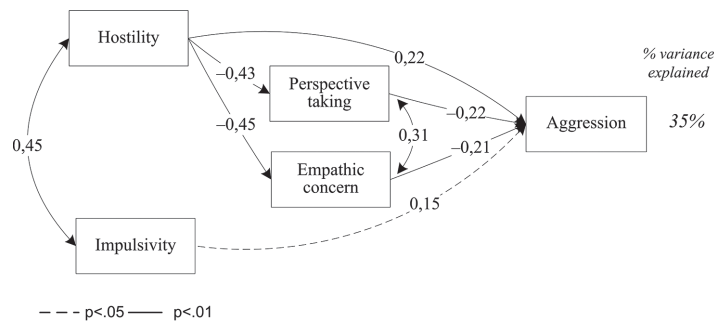 Hostility
0,22
% variance
explained
−0,43
Perspective
taking
−0,22
−0,45
Aggression
35%
0,45
0,31
−0,21
Empathic
concern
0,15
Impulsivity
p<.05
p<.01